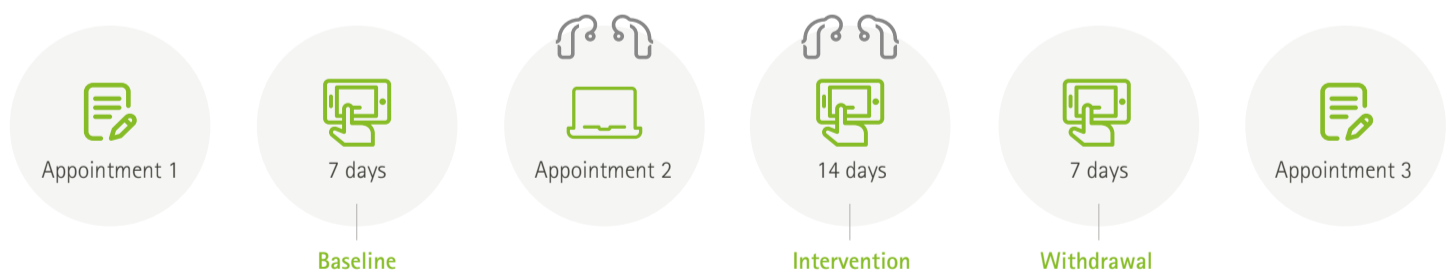 Appointment 1
7 days
Appointment 2
14 days
7 days
Appointment 3
Baseline
Intervention
Withdrawal